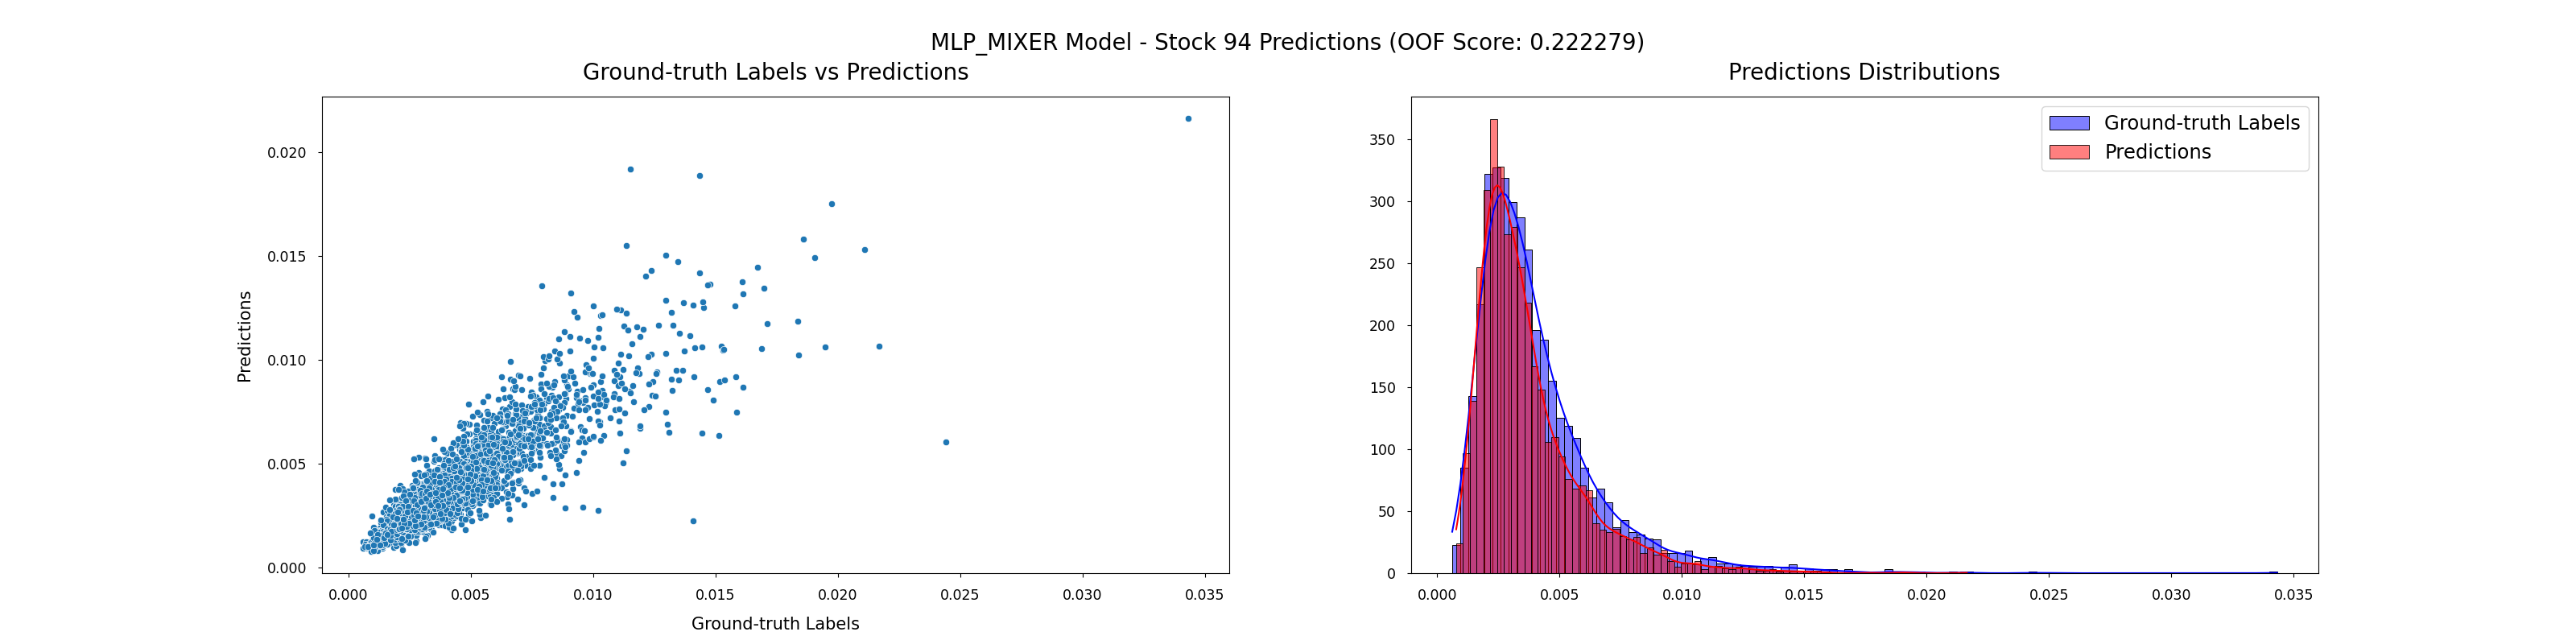 MLP_MIXER Model - Stock 94 Predictions (OOF Score: 0.222279)
Ground-truth Labels vs Predictions
Predictions
0.020
0.015
0.010
0.005
0.000
0.000 0.005 0.010 0.015 0.020 0.025 0.030 0.035
Ground-truth Labels
Predictions Distributions
Ground-truth Labels
Predictions
350
300
250
200
150
100
50
0
0.000 0.005 0.010 0.015 0.020 0.025 0.030 0.035